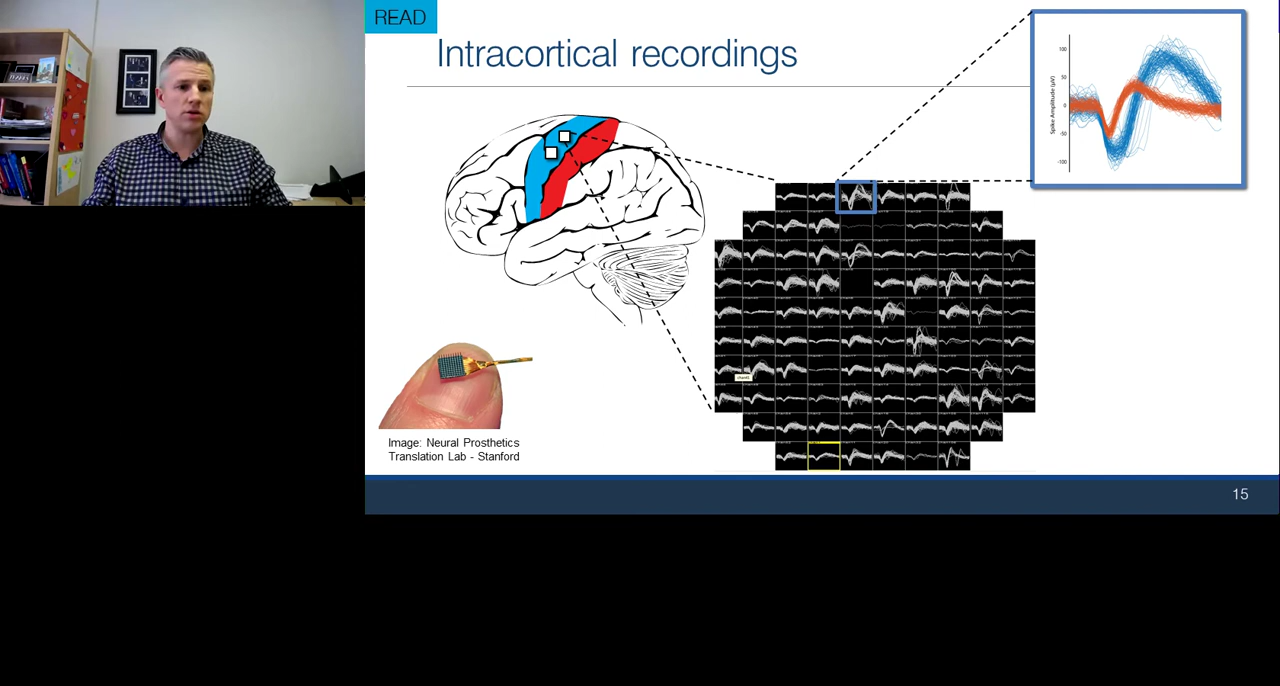 READ
Intracortical recordings
Spike Amplitude (µV)
100
50
0
-50
-100
Image: Neural Prosthetics
Translation Lab - Stanford
15